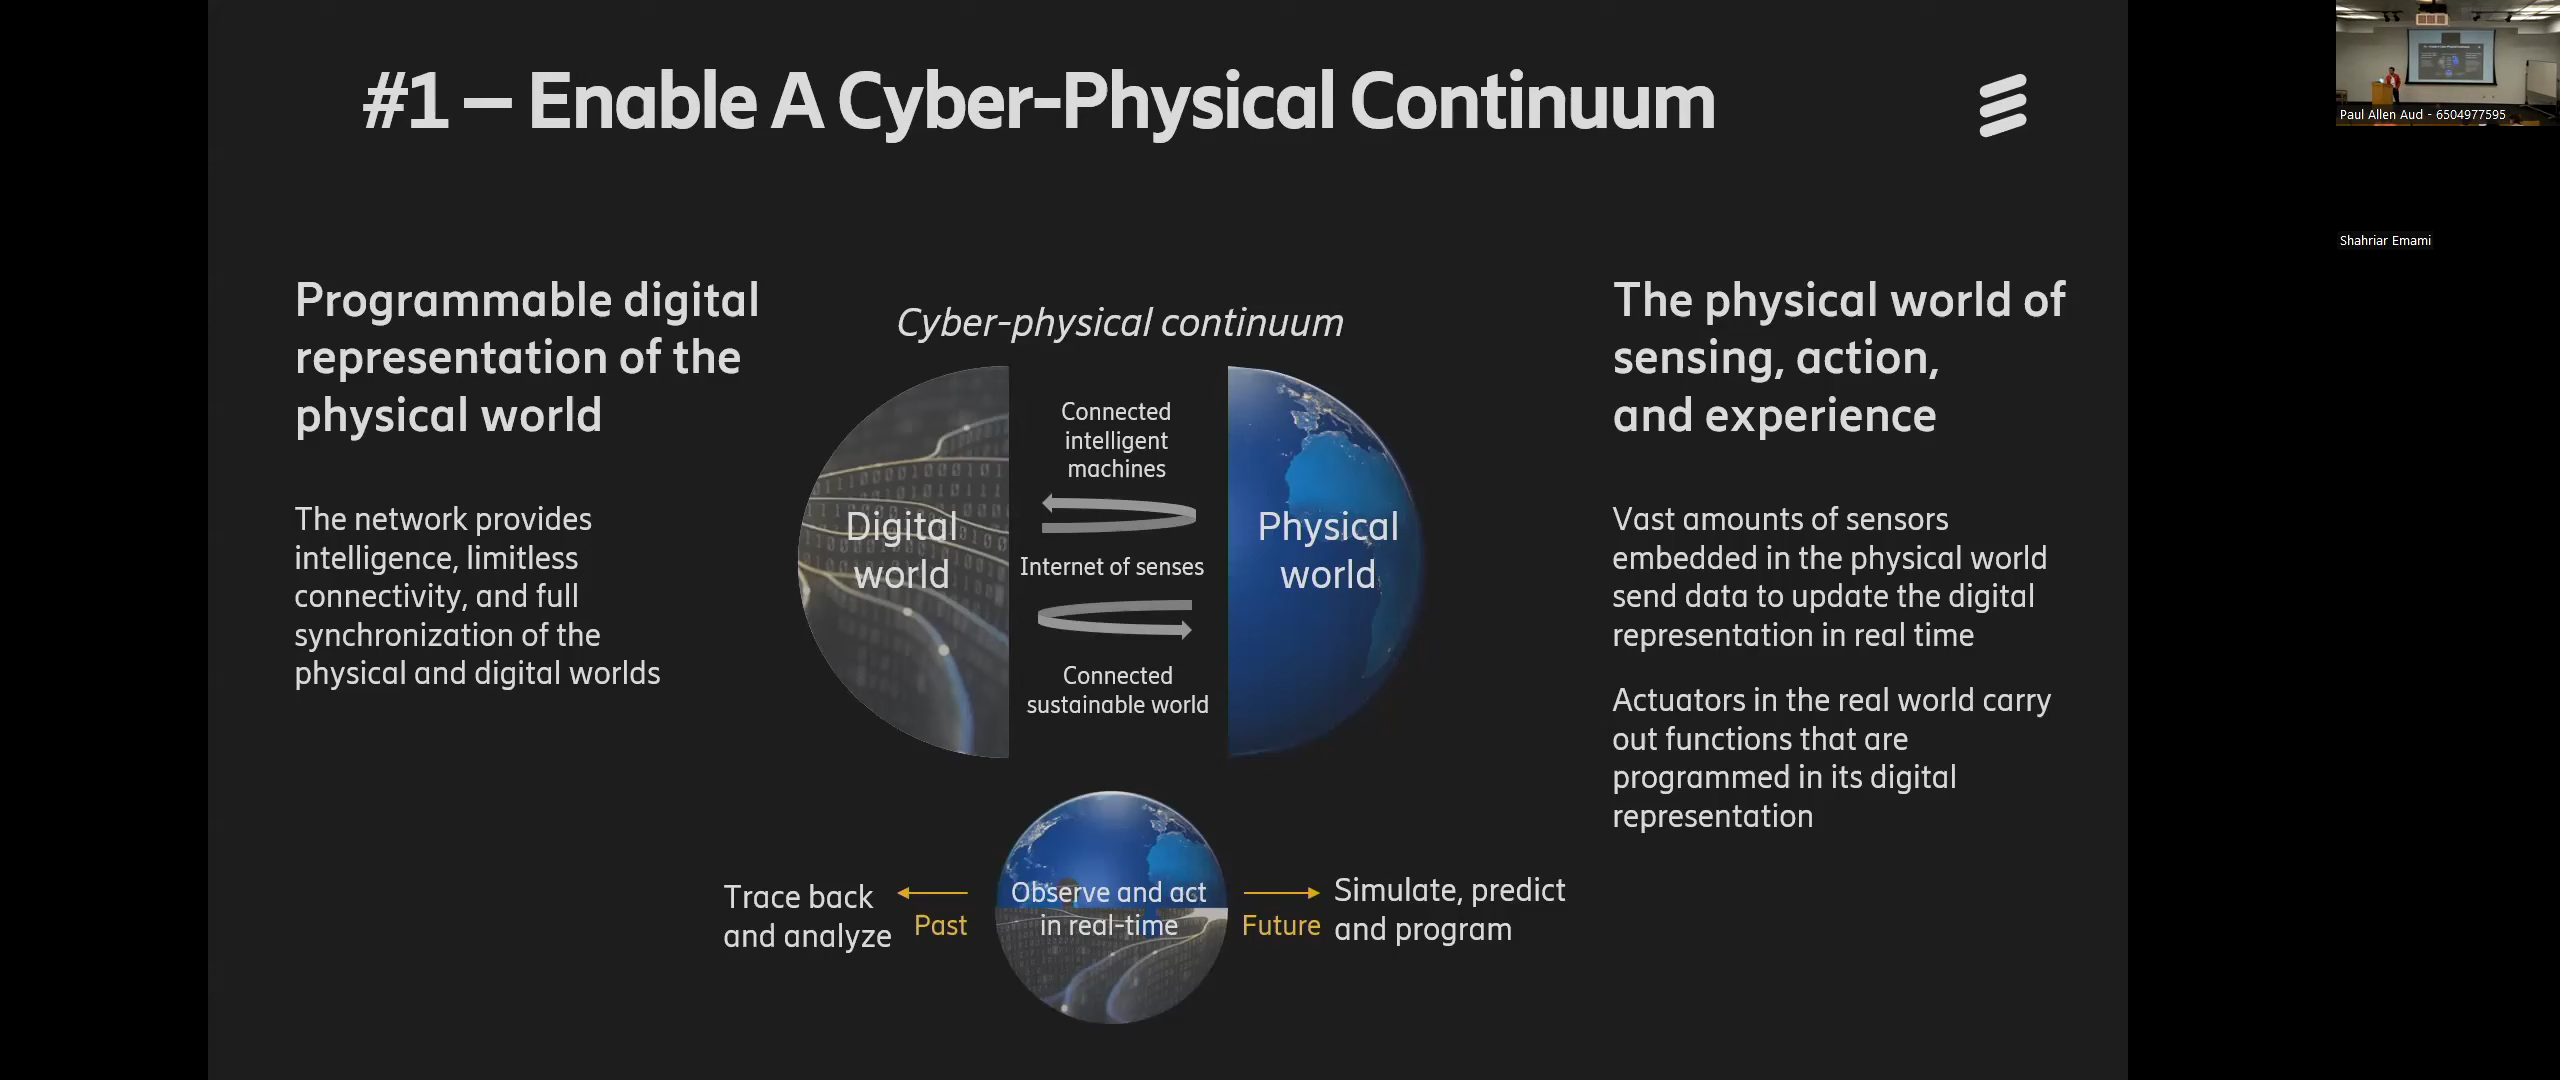 #1 – Enable A Cyber-Physical Continuum
Programmable digital
representation of the
physical world
The network provides
intelligence, limitless
connectivity, and full
synchronization of the
physical and digital worlds
Cyber-physical continuum
Digital
world
Connected
intelligent
machines
Internet of senses
Connected
sustainable world
Physical
world
The physical world of
sensing, action,
and experience
Vast amounts of sensors
embedded in the physical world
send data to update the digital
representation in real time
Actuators in the real world carry
out functions that are
programmed in its digital
representation
Trace back
and analyze
Past
Observe and act
in real-time
Future
Simulate, predict
and program
Paul Allen Aud - 6504977595
Shahriar Emami